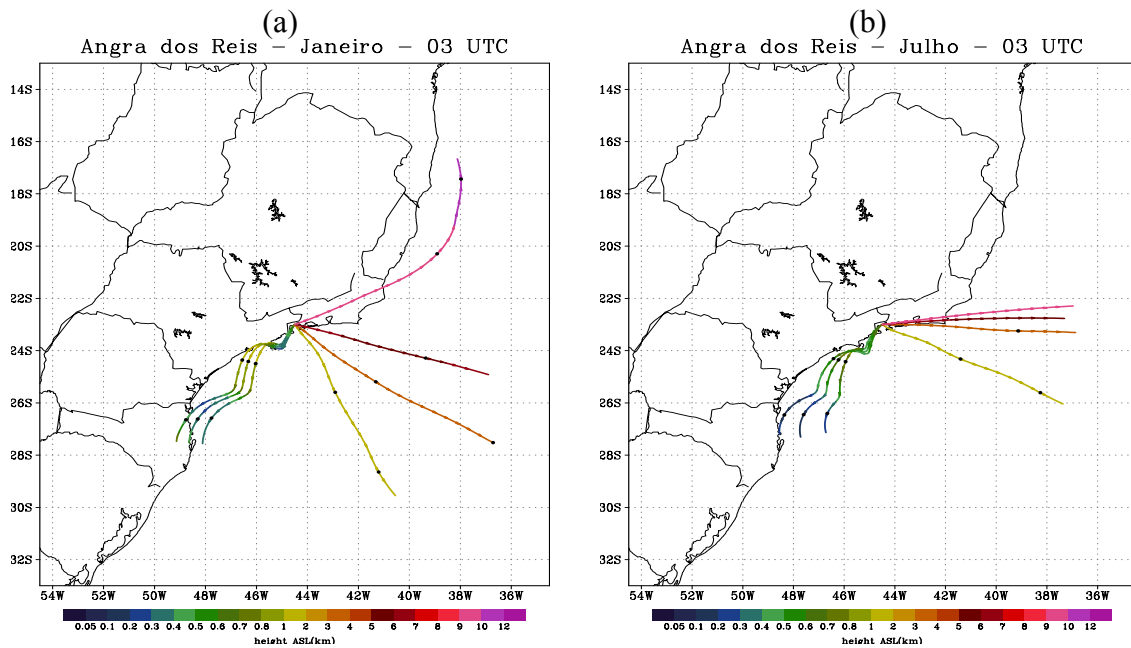 (a)
Angra dos Reis – Janeiro – 03 UTC
14S
16S
18S
20S
22S
24S
26S
28S
30S
32S
54W 52W 50W 48W 46W 44W 42W 40W 38W 36W
0.05 0.1 0.2 0.3 0.4 0.5 0.6 0.7 0.8 1 2 3 4 5 6 7 8 9 10 12
height ASL(km)
(b)
Angra dos Reis – Julho – 03 UTC
14S
16S
18S
20S
22S
24S
26S
28S
30S
32S
54W 52W 50W 48W 46W 44W 42W 40W 38W 36W
0.05 0.1 0.2 0.3 0.4 0.5 0.6 0.7 0.8 1 2 3 4 5 6 7 8 9 10 12
height ASL(km)